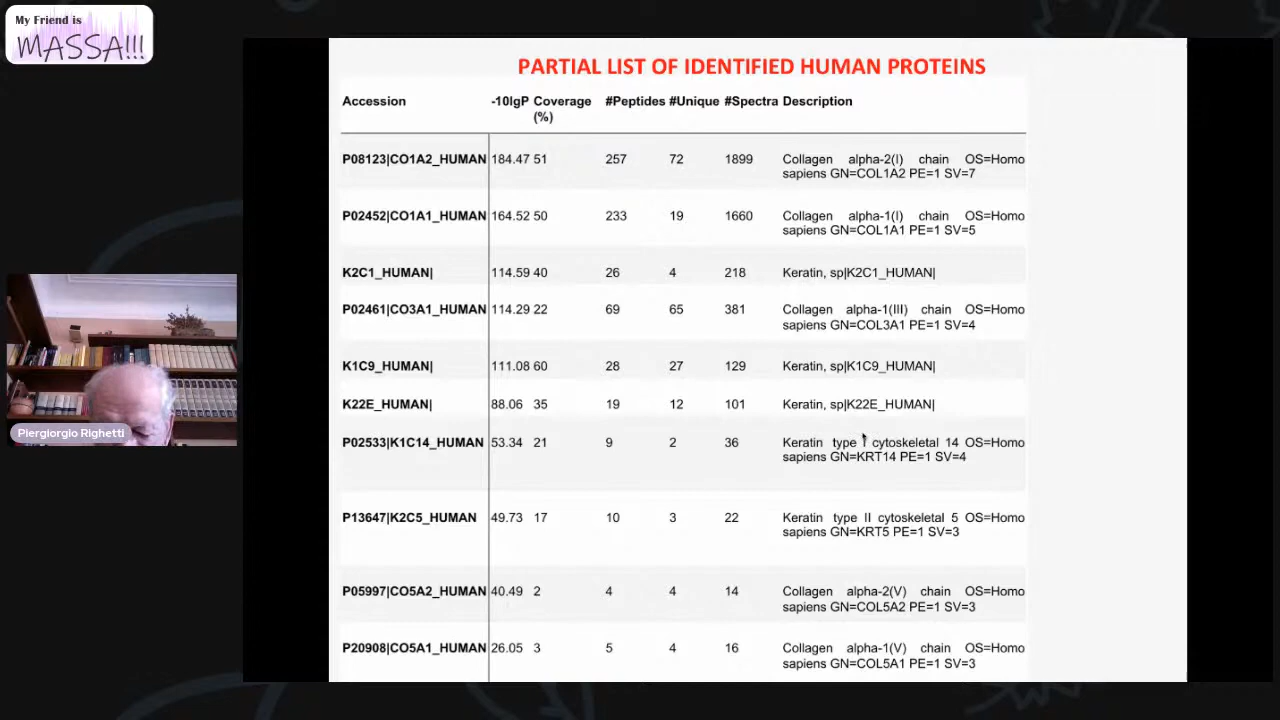 My Friend is
MASSA!!!
PARTIAL LIST OF IDENTIFIED HUMAN PROTEINS
Accession -10lgP Coverage (%) #Peptides #Unique #Spectra Description
P08123|CO1A2_HUMAN 184.47 51 257 72 1899 Collagen alpha-2(I) chain OS=Homo
sapiens GN=COL1A2 PE=1 SV=7
P02452|CO1A1_HUMAN 164.52 50 233 19 1660 Collagen alpha-1(I) chain OS=Homo
sapiens GN=COL1A1 PE=1 SV=5
K2C1_HUMAN| 114.59 40 26 4 218 Keratin, sp|K2C1_HUMAN|
P02461|CO3A1_HUMAN 114.29 22 69 65 381 Collagen alpha-1(III) chain OS=Homo
sapiens GN=COL3A1 PE=1 SV=4
K1C9_HUMAN| 111.08 60 28 27 129 Keratin, sp|K1C9_HUMAN|
K22E_HUMAN| 88.06 35 19 12 101 Keratin, sp|K22E_HUMAN|
P02533|K1C14_HUMAN 53.34 21 9 2 36 Keratin type I cytoskeletal 14 OS=Homo
sapiens GN=KRT14 PE=1 SV=4
P13647|K2C5_HUMAN 49.73 17 10 3 22 Keratin type II cytoskeletal 5 OS=Homo
sapiens GN=KRT5 PE=1 SV=3
P05997|CO5A2_HUMAN 40.49 2 4 4 14 Collagen alpha-2(V) chain OS=Homo
sapiens GN=COL5A2 PE=1 SV=3
P20908|CO5A1_HUMAN 26.05 3 5 4 16 Collagen alpha-1(V) chain OS=Homo
sapiens GN=COL5A1 PE=1 SV=3
Piergiorgio Righetti